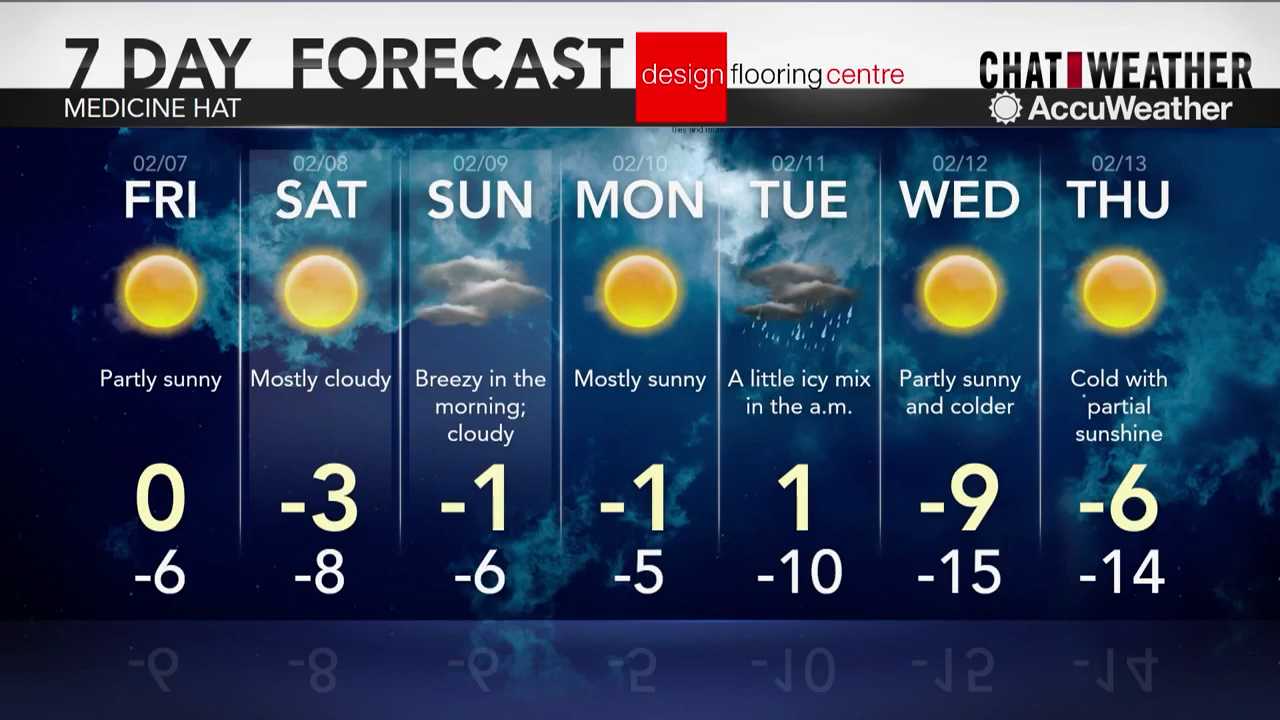 7 DAY FORECAST
design flooring centre
CHAT WEATHER
MEDICINE HAT
AccuWeather
tiles and more
02/07
FRI
Partly sunny
0
-6
02/08
SAT
Mostly cloudy
-3
-8
02/09
SUN
Breezy in the
morning;
cloudy
-1
-6
02/10
MON
Mostly sunny
-1
-5
02/11
TUE
A little icy mix
in the a.m.
1
-10
02/12
WED
Partly sunny
and colder
-9
-15
02/13
THU
Cold with
partial
sunshine
-6
-14